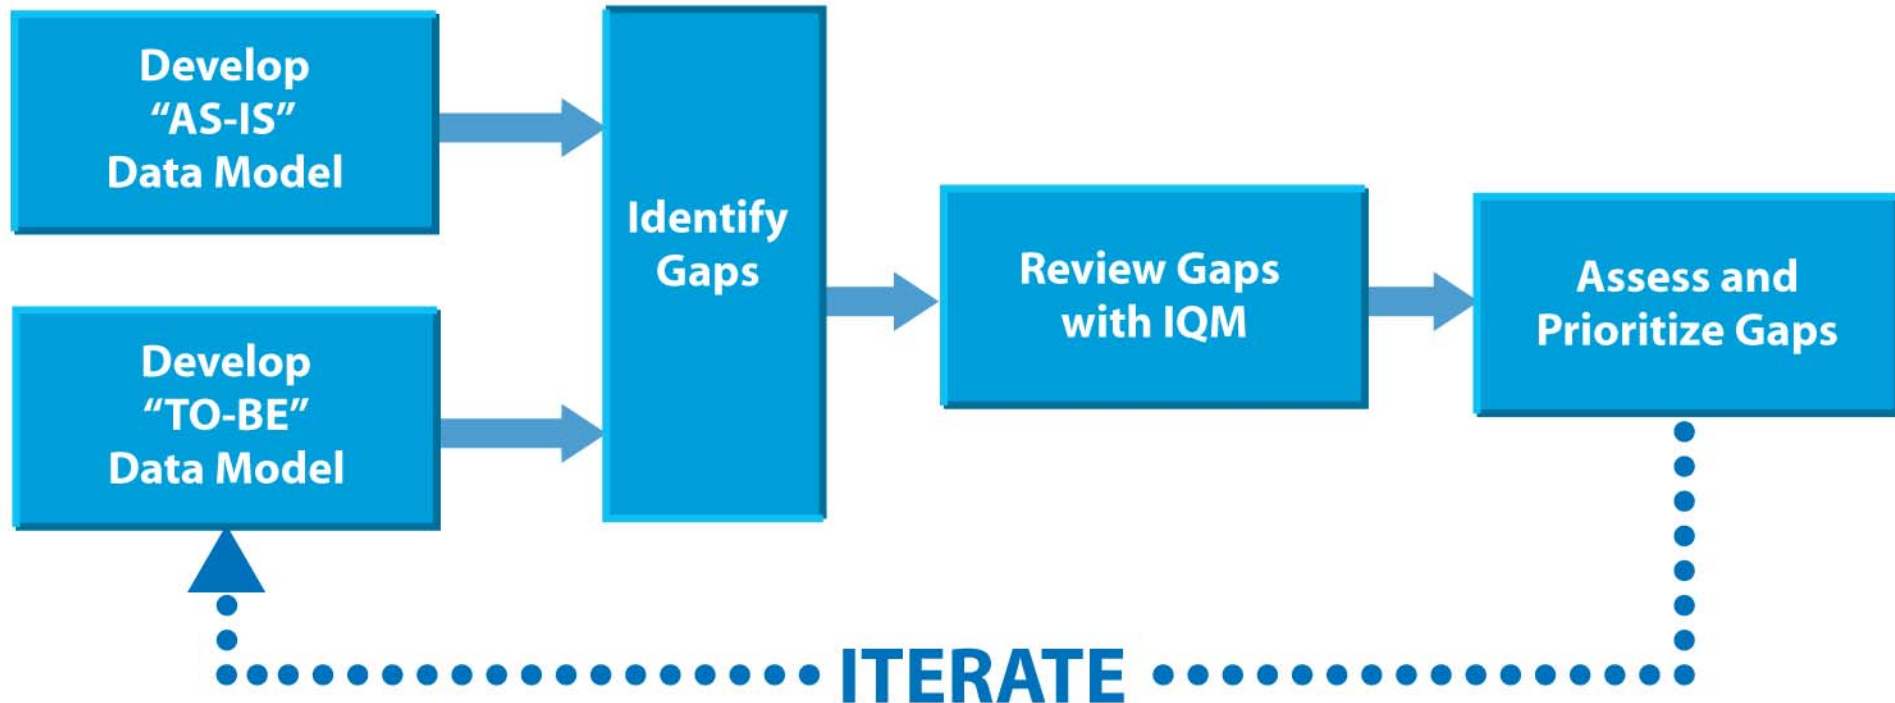 Develop
“AS-IS”
Data Model
Develop
“TO-BE”
Data Model
Identify
Gaps
Review Gaps
with IQM
Assess and
Prioritize Gaps
ITERATE